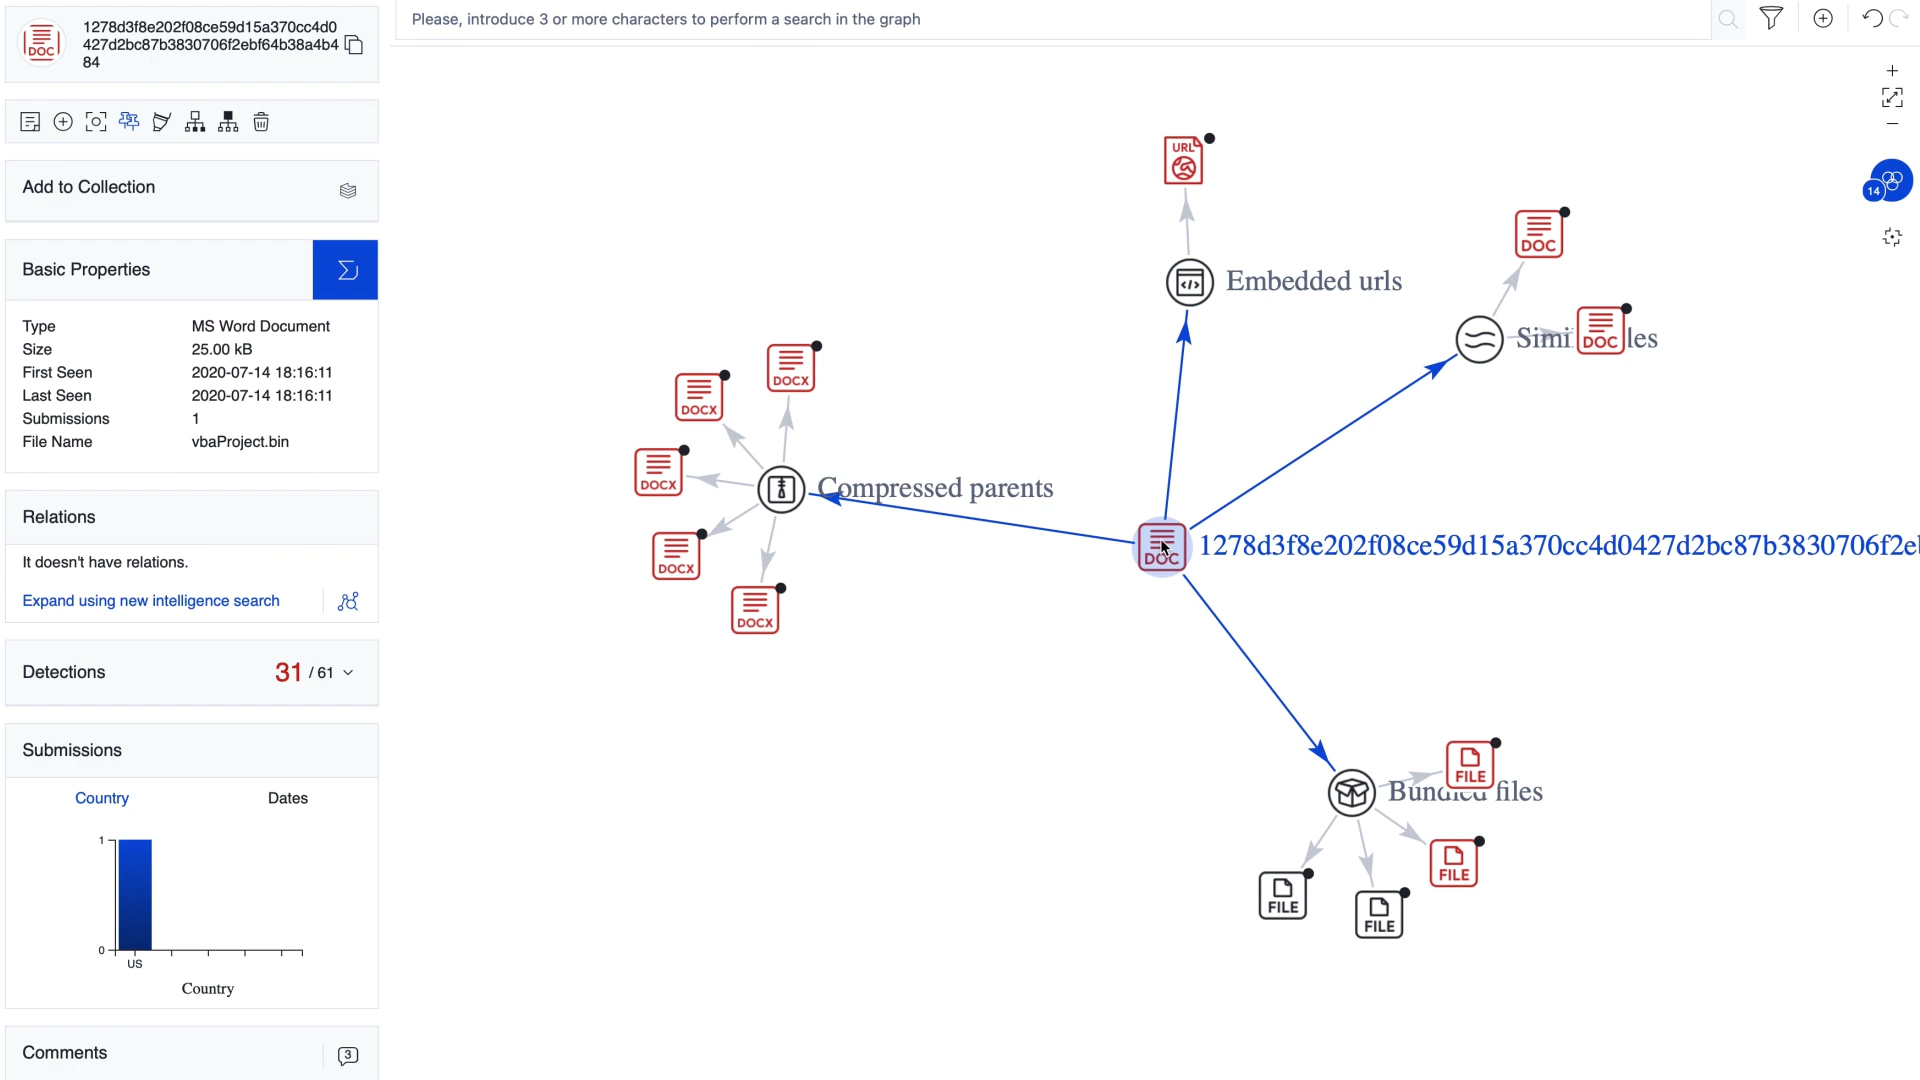 DOC
1278d3f8e202f08ce59d15a370cc4d0
427d2bc87b3830706f2ebf64b38a4b4
84
Please, introduce 3 or more characters to perform a search in the graph
Add to Collection
Basic Properties
Type MS Word Document
Size 25.00 kB
First Seen 2020-07-14 18:16:11
Last Seen 2020-07-14 18:16:11
Submissions 1
File Name vbaProject.bin
Relations
It doesn't have relations.
Expand using new intelligence search
Detections 31 / 61
Submissions
Country Dates
1
0
US
Country
Comments 3
14
URL
Embedded urls
DOC
DOC
DOCX
DOCX
DOCX
DOCX
DOCX
Compressed parents
DOC
1278d3f8e202f08ce59d15a370cc4d0427d2bc87b3830706f2e
FILE
Bundled files
FILE
FILE
FILE